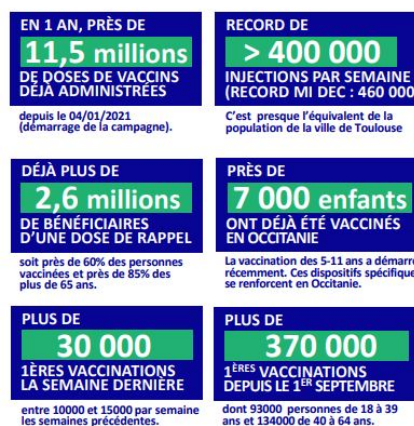 EN 1 AN, PRÈS DE
11,5 millions
DE DOSES DE VACCINS
DÉJÀ ADMINISTRÉES
depuis le 04/01/2021
(démarrage de la campagne).
RECORD DE
> 400 000
INJECTIONS PAR SEMAINE
(RECORD MI DEC : 460 000
C’est presque l’équivalent de la
population de la ville de Toulouse
DÉJÀ PLUS DE
2,6 millions
DE BÉNÉFICIAIRES
D’UNE DOSE DE RAPPEL
soit près de 60% des personnes
vaccinées et près de 85% des
plus de 65 ans.
PRÈS DE
7 000 enfants
ONT DÉJÀ ÉTÉ VACCINÉS
EN OCCITANIE
La vaccination des 5-11 ans a démarré
récemment. Ces dispositifs spécifique
se renforcent en Occitanie.
PLUS DE
30 000
1ÈRES VACCINATIONS
LA SEMAINE DERNIÈRE
entre 10000 et 15000 par semaine
les semaines précédentes.
PLUS DE
370 000
1ÈRES VACCINATIONS
DEPUIS LE 1ER SEPTEMBRE
dont 93000 personnes de 18 à 39
ans et 134000 de 40 à 64 ans.